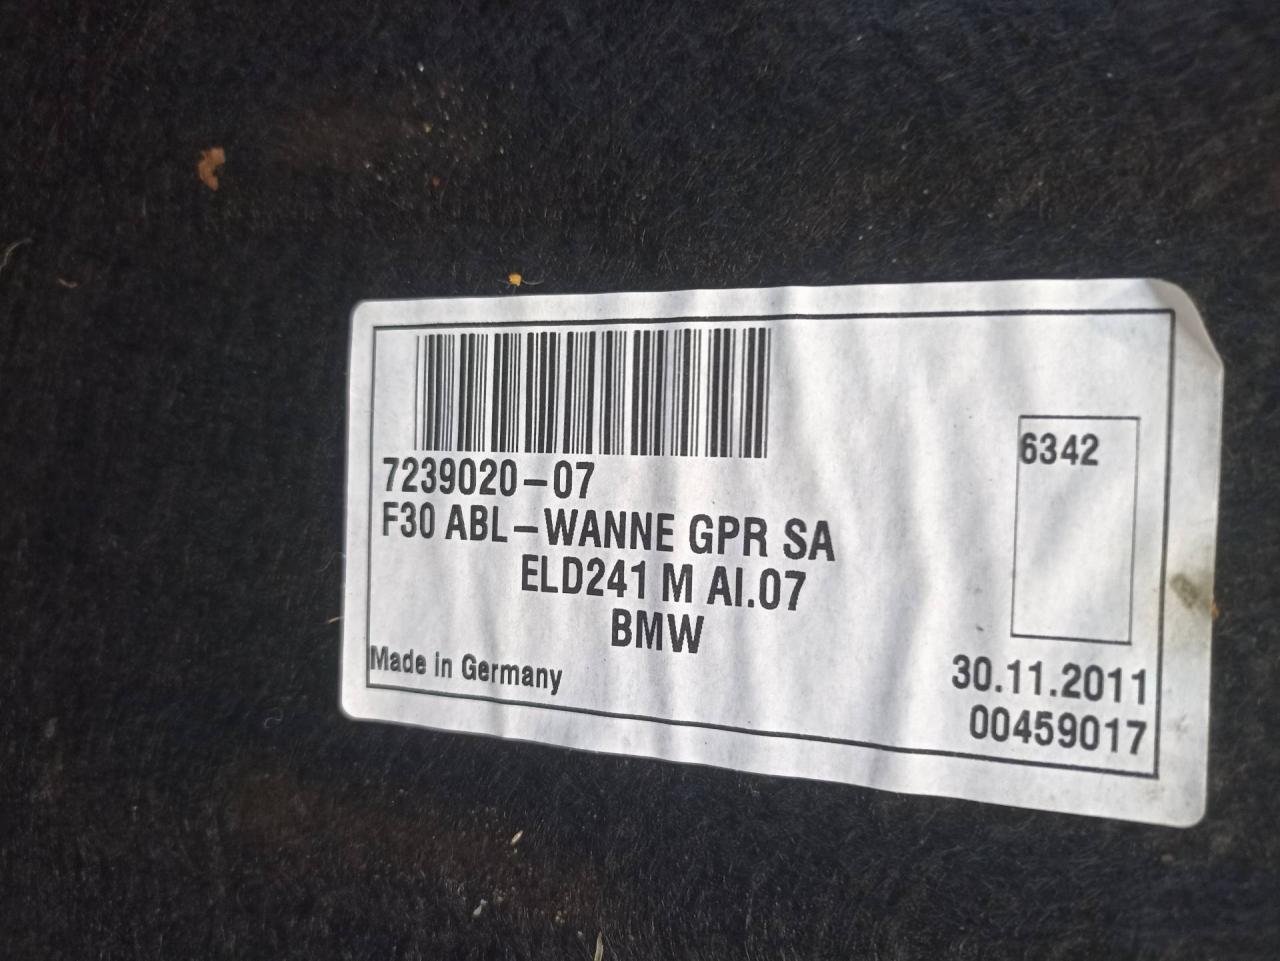 7239020-07
F30 ABL-WANNE GPR SA
ELD241 M AI.07
BMW
Made in Germany
6342
30.11.2011
00459017